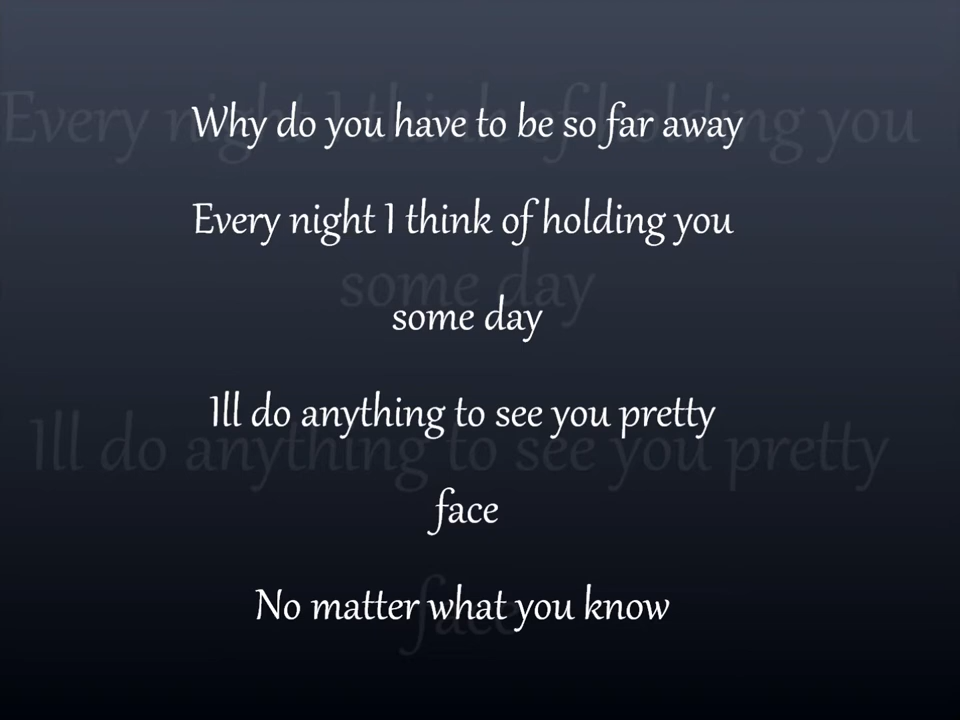 Why do you have to be so far away
Every night I think of holding you
some day
Ill do anything to see you pretty
face
No matter what you know